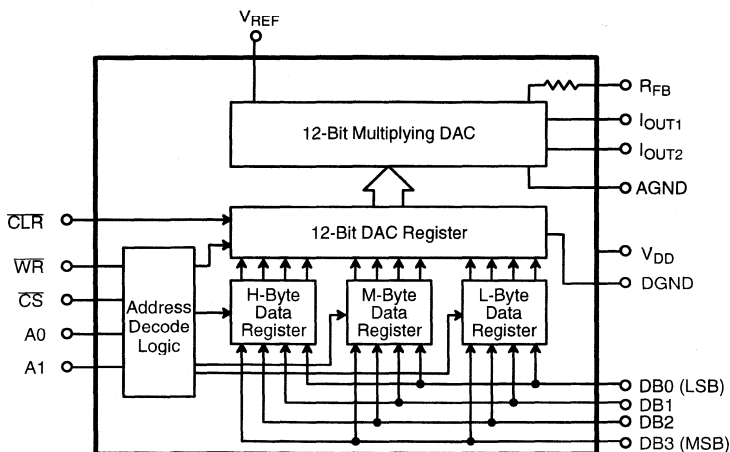 VREF
RFB
12-Bit Multiplying DAC
IOUT1
IOUT2
AGND
CLR
12-Bit DAC Register
WR
VDD
DGND
CS
Address
Decode
Logic
H-Byte
Data
Register
M-Byte
Data
Register
L-Byte
Data
Register
A0
A1
DB0 (LSB)
DB1
DB2
DB3 (MSB)